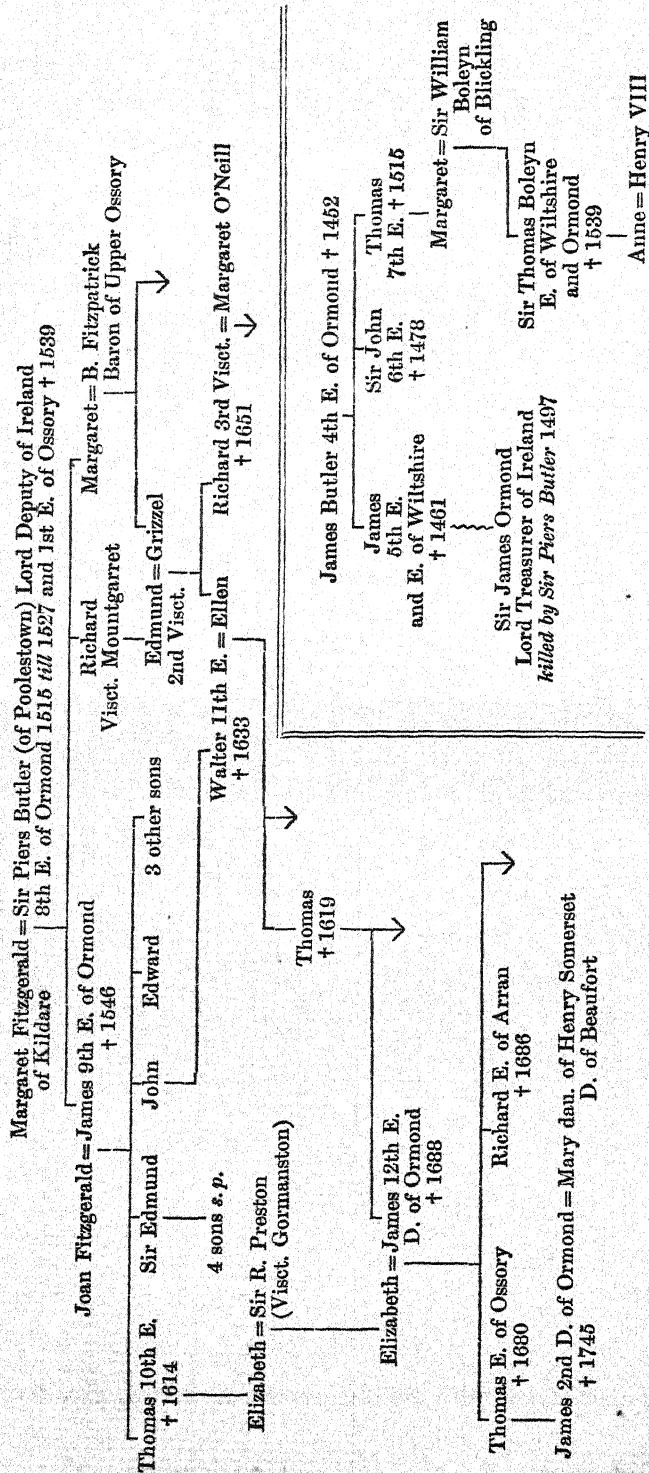 Margaret Fitzgerald = Sir Piers Butler (of Poolestown) Lord Deputy of Ireland
of Kildare
8th E. of Ormond 1515 till 1527 and 1st E. of Ossory † 1539
Joan Fitzgerald = James 9th E. of Ormond
† 1546
Richard
Visct. Mountgarret
Margaret = B. Fitzpatrick
Baron of Upper Ossory
Thomas 10th E.
† 1614
Sir Edmund
John
Edward
3 other sons
Edmund = Grizzel
2nd Visct.
4 sons s.p.
Walter 11th E. = Ellen
† 1633
Richard 3rd Visct. = Margaret O'Neill
† 1651
Elizabeth = Sir R. Preston
(Visct. Gormanston)
Thomas
† 1619
Elizabeth = James 12th E.
D. of Ormond
† 1688
Thomas E. of Ossory
† 1680
Richard E. of Arran
† 1686
James 2nd D. of Ormond = Mary dau. of Henry Somerset
† 1745
D. of Beaufort
James Butler 4th E. of Ormond † 1452
James
5th E.
and E. of Wiltshire
† 1461
Sir John
6th E.
† 1478
Thomas
7th E. † 1515
Sir James Ormond
Lord Treasurer of Ireland
killed by Sir Piers Butler 1497
Margaret = Sir William
Boleyn
of Blickling
Sir Thomas Boleyn
E. of Wiltshire
and Ormond
† 1539
Anne = Henry VIII